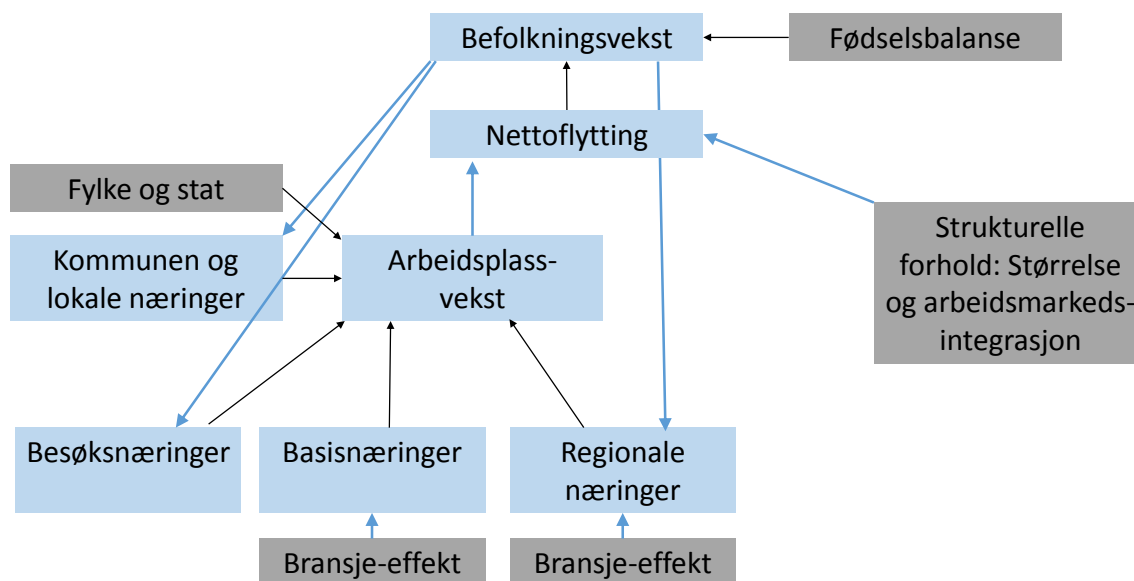 Befolkningsvekst
Fødselsbalanse
Nettoflytting
Fylke og stat
Kommunen og
lokale næringer
Arbeidsplass-
vekst
Strukturelle
forhold: Størrelse
og arbeidsmarkeds-
integrasjon
Besøksnæringer
Basisnæringer
Regionale
næringer
Bransje-effekt
Bransje-effekt